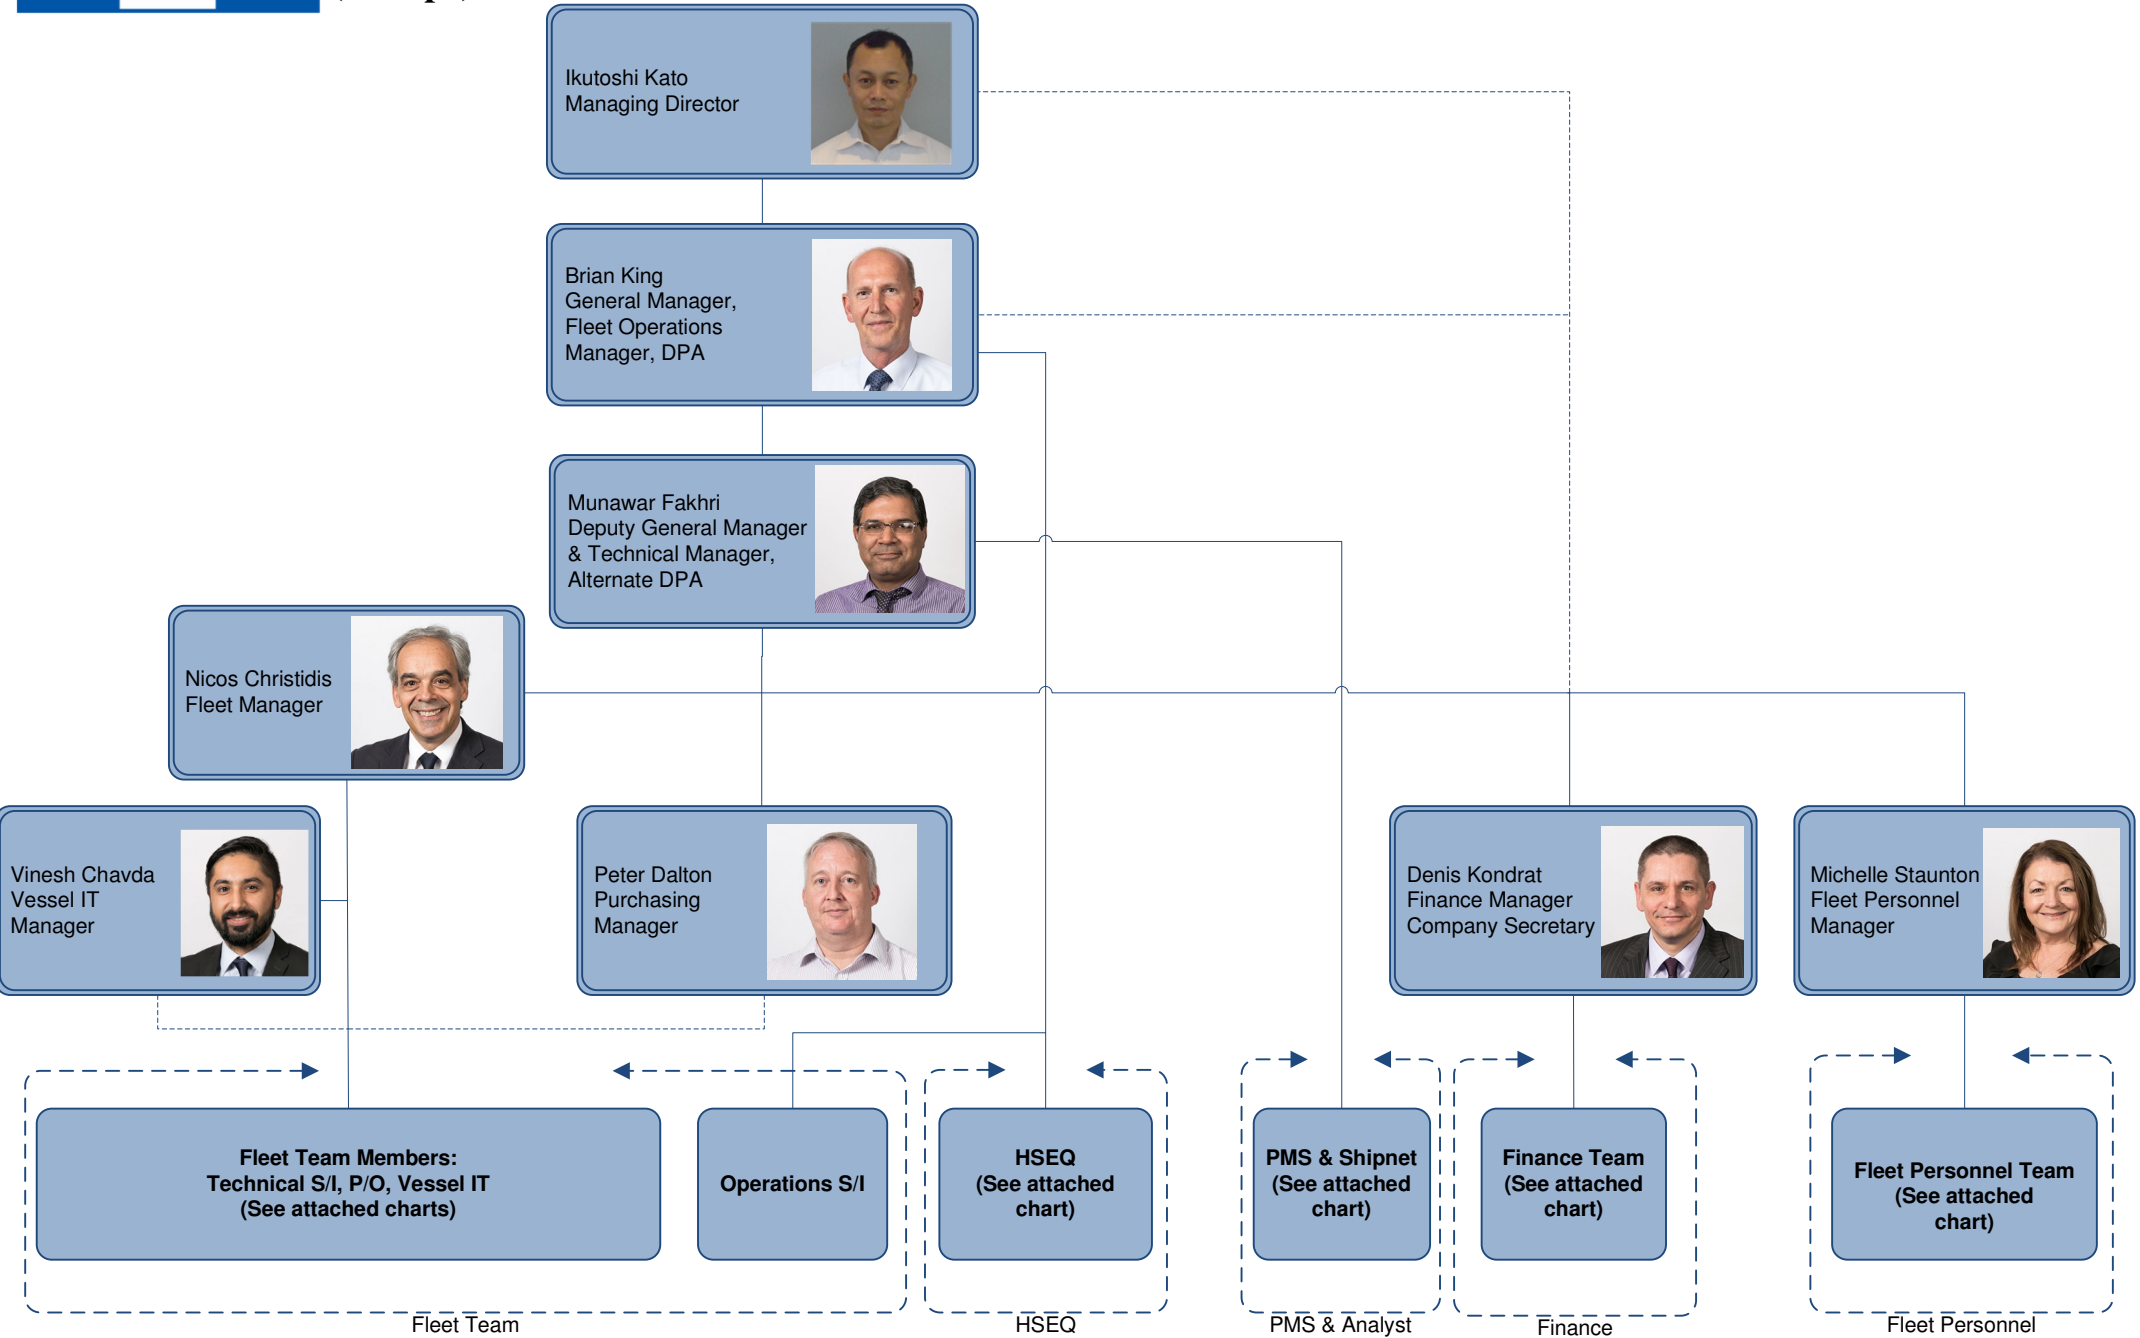 Ikutoshi Kato
Managing Director
Brian King
General Manager,
Fleet Operations
Manager, DPA
Munawar Fakhri
Deputy General Manager
& Technical Manager,
Alternate DPA
Nicos Christidis
Fleet Manager
Vinesh Chavda
Vessel IT
Manager
Peter Dalton
Purchasing
Manager
Denis Kondrat
Finance Manager
Company Secretary
Michelle Staunton
Fleet Personnel
Manager
Fleet Team Members:
Technical S/I, P/O, Vessel IT
(See attached charts)
Operations S/I
HSEQ
(See attached
chart)
PMS & Shipnet
(See attached
chart)
Finance Team
(See attached
chart)
Fleet Personnel Team
(See attached
chart)
Fleet Team
HSEQ
PMS & Analyst
Finance
Fleet Personnel